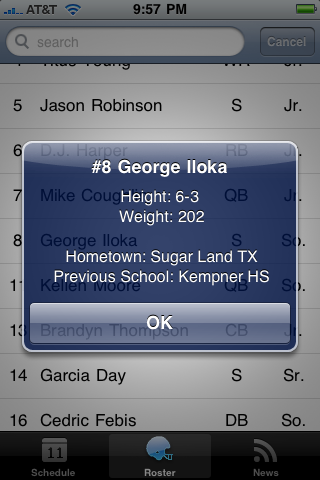 AT&T 9:57 PM
search Cancel
4 Titus Young WR Jr.
5 Jason Robinson S Jr.
6 D.J. Harper RB Jr.
7 Mike Coughlin QB Jr.
8 George Iloka S So.
11 Kellen Moore QB So.
13 Brandyn Thompson CB Jr.
14 Garcia Day S Sr.
16 Cedric Febis DB So.
#8 George Iloka
Height: 6-3
Weight: 202
Hometown: Sugar Land TX
Previous School: Kempner HS
OK
11
Schedule Roster News